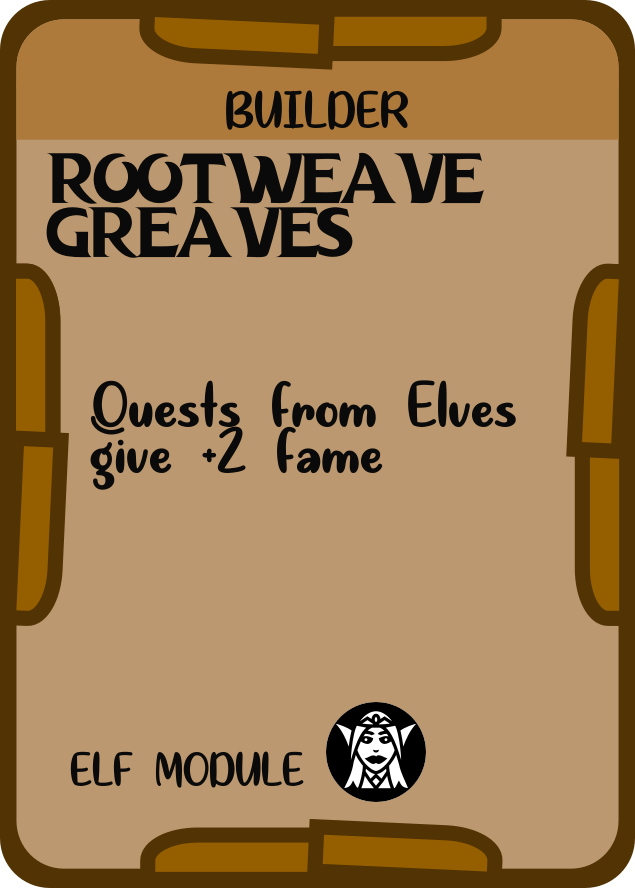 BUILDER
ROOTWEAVE
GREAVES
Quests from Elves
give +2 fame
ELF MODULE